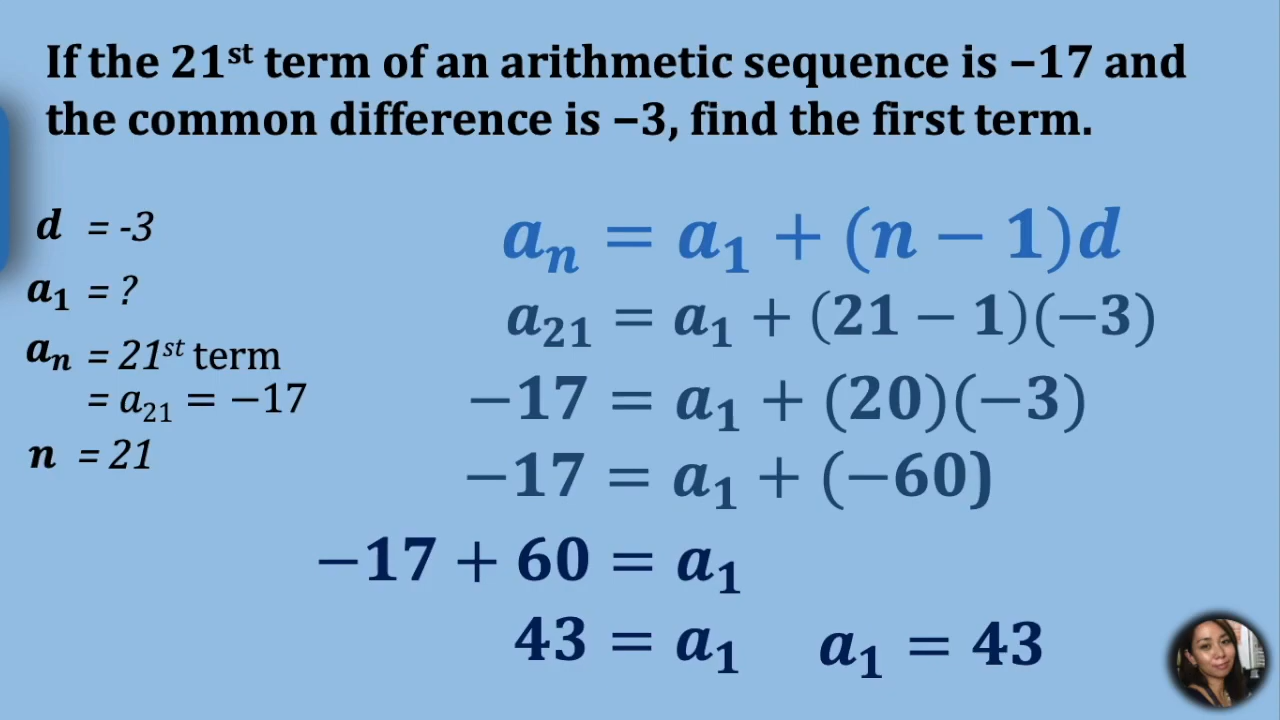 If the 21st term of an arithmetic sequence is −17 and
the common difference is −3, find the first term.
d = -3
a₁ = ?
aₙ = 21st term
= a₂₁ = −17
n = 21
aₙ = a₁ + (n − 1)d
a₂₁ = a₁ + (21 − 1)(−3)
−17 = a₁ + (20)(−3)
−17 = a₁ + (−60)
−17 + 60 = a₁
43 = a₁ a₁ = 43